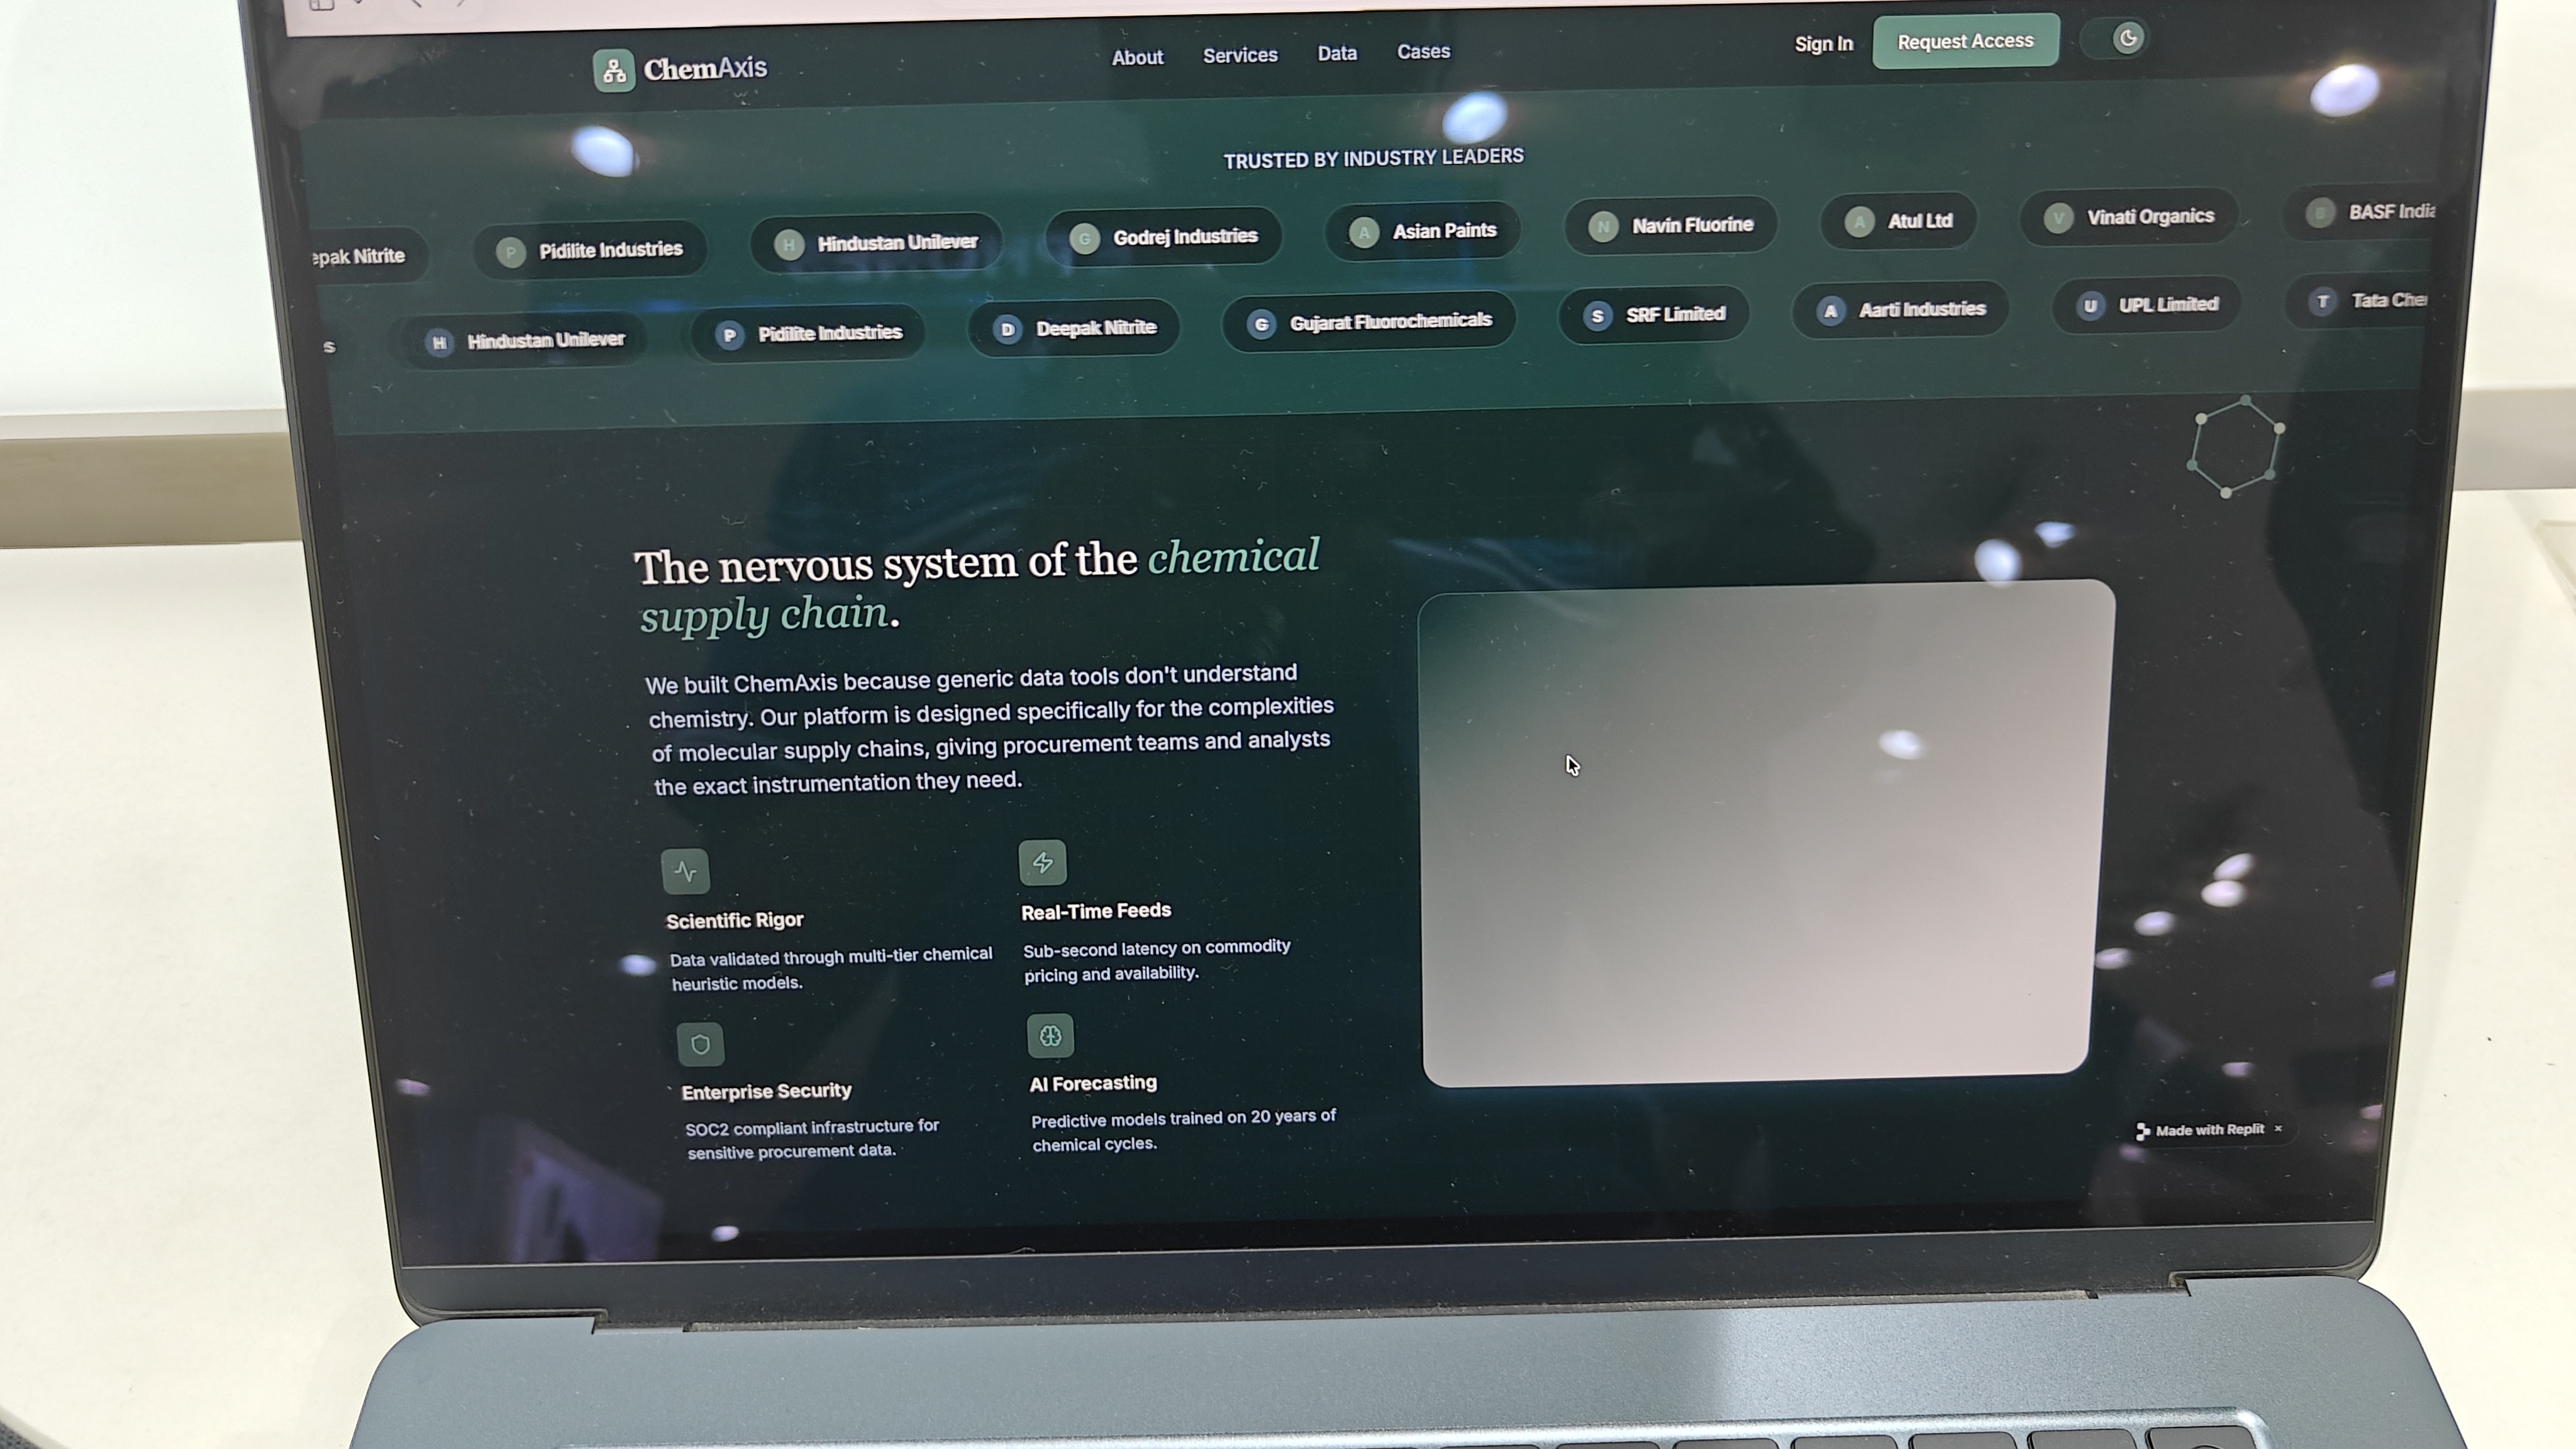 ChemAxis
About Services Data Cases
Sign In Request Access
TRUSTED BY INDUSTRY LEADERS
epak Nitrite P Pidilite Industries H Hindustan Unilever G Godrej Industries A Asian Paints N Navin Fluorine A Atul Ltd V Vinati Organics B BASF India
s H Hindustan Unilever P Pidilite Industries D Deepak Nitrite G Gujarat Fluorochemicals S SRF Limited A Aarti Industries U UPL Limited T Tata Che
The nervous system of the chemical
supply chain.
We built ChemAxis because generic data tools don't understand
chemistry. Our platform is designed specifically for the complexities
of molecular supply chains, giving procurement teams and analysts
the exact instrumentation they need.
Scientific Rigor
Data validated through multi-tier chemical
heuristic models.
Real-Time Feeds
Sub-second latency on commodity
pricing and availability.
Enterprise Security
SOC2 compliant infrastructure for
sensitive procurement data.
AI Forecasting
Predictive models trained on 20 years of
chemical cycles.
Made with Replit ×